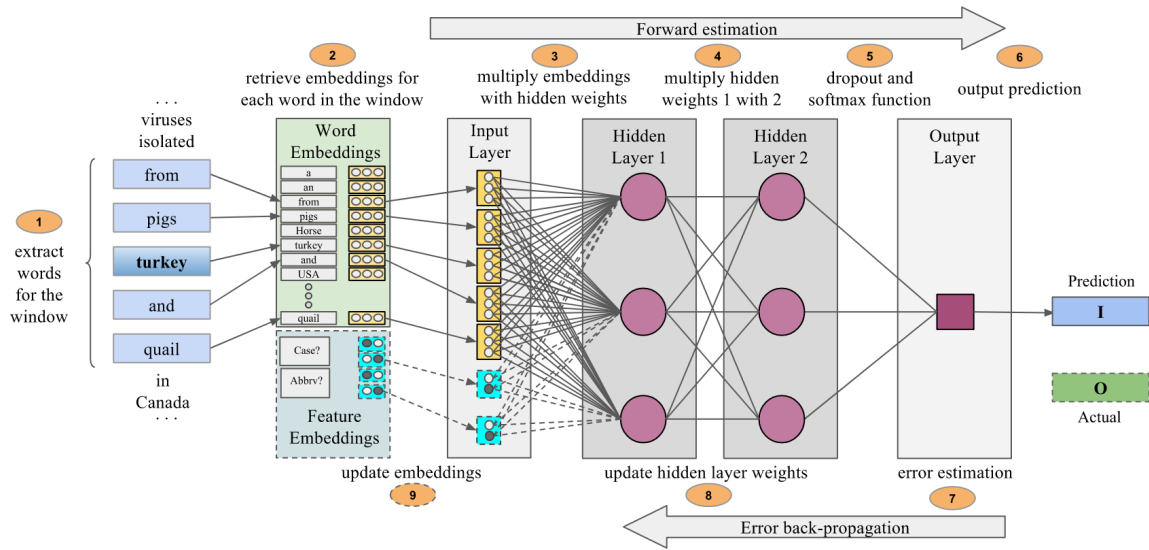 Forward estimation
2
retrieve embeddings for
each word in the window
3
multiply embeddings
with hidden weights
4
multiply hidden
weights 1 with 2
5
dropout and
softmax function
6
output prediction
. . .
viruses
isolated
from
pigs
turkey
and
quail
in
Canada
. . .
1
extract
words
for the
window
Word
Embeddings
a
an
from
pigs
Horse
turkey
and
USA
quail
Case?
Abbrv?
Feature
Embeddings
Input
Layer
Hidden
Layer 1
Hidden
Layer 2
Output
Layer
Prediction
I
O
Actual
update embeddings
9
update hidden layer weights
8
error estimation
7
Error back-propagation